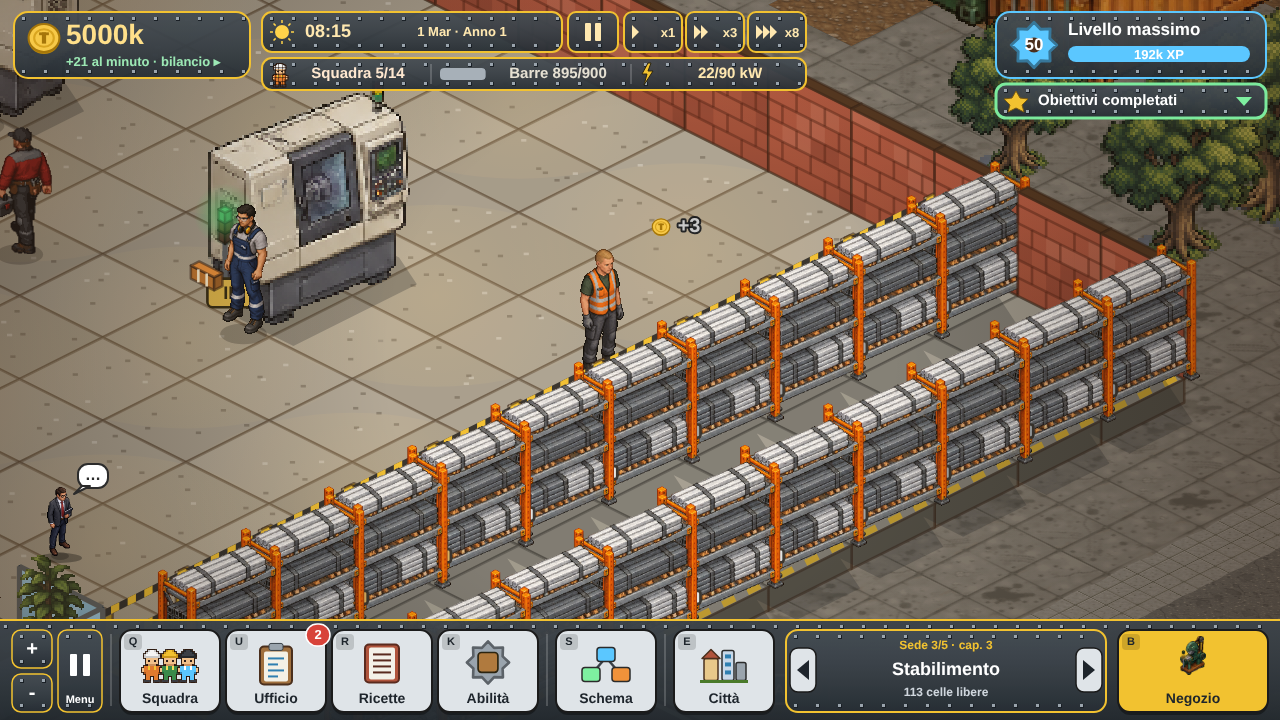 5000k
+21 al minuto · bilancio ▸
08:15
1 Mar · Anno 1
x1
x3
x8
Squadra 5/14
Barre 895/900
22/90 kW
50
Livello massimo
192k XP
Obiettivi completati
+3
...
+
-
Menu
Q
Squadra
U
2
Ufficio
R
Ricette
K
Abilità
S
Schema
E
Città
Sede 3/5 · cap. 3
Stabilimento
113 celle libere
B
Negozio